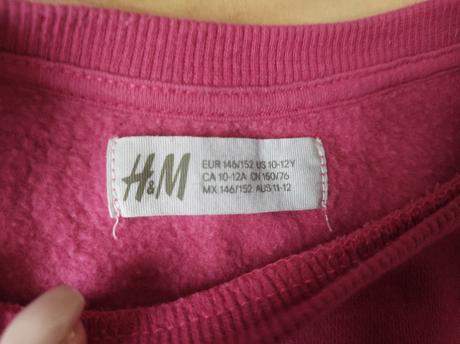 H&M
EUR 146/152 US 10-12Y
CA 10-12A CN 150/76
MX 146/152 AUS 11-12